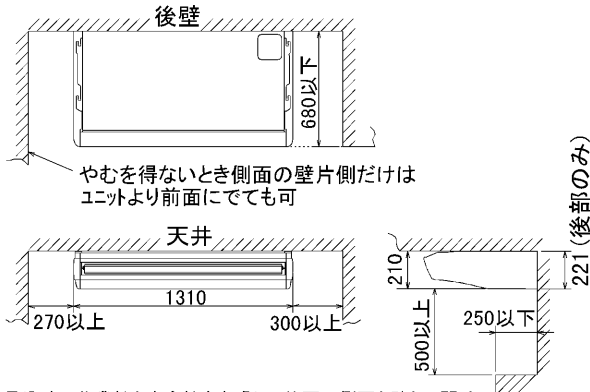 後壁
680以下
やむを得ないとき側面の壁片側だけは
ユニットより前面にでても可
天井
1310
270以上
300以上
210
221（後部のみ）
500以上
250以下